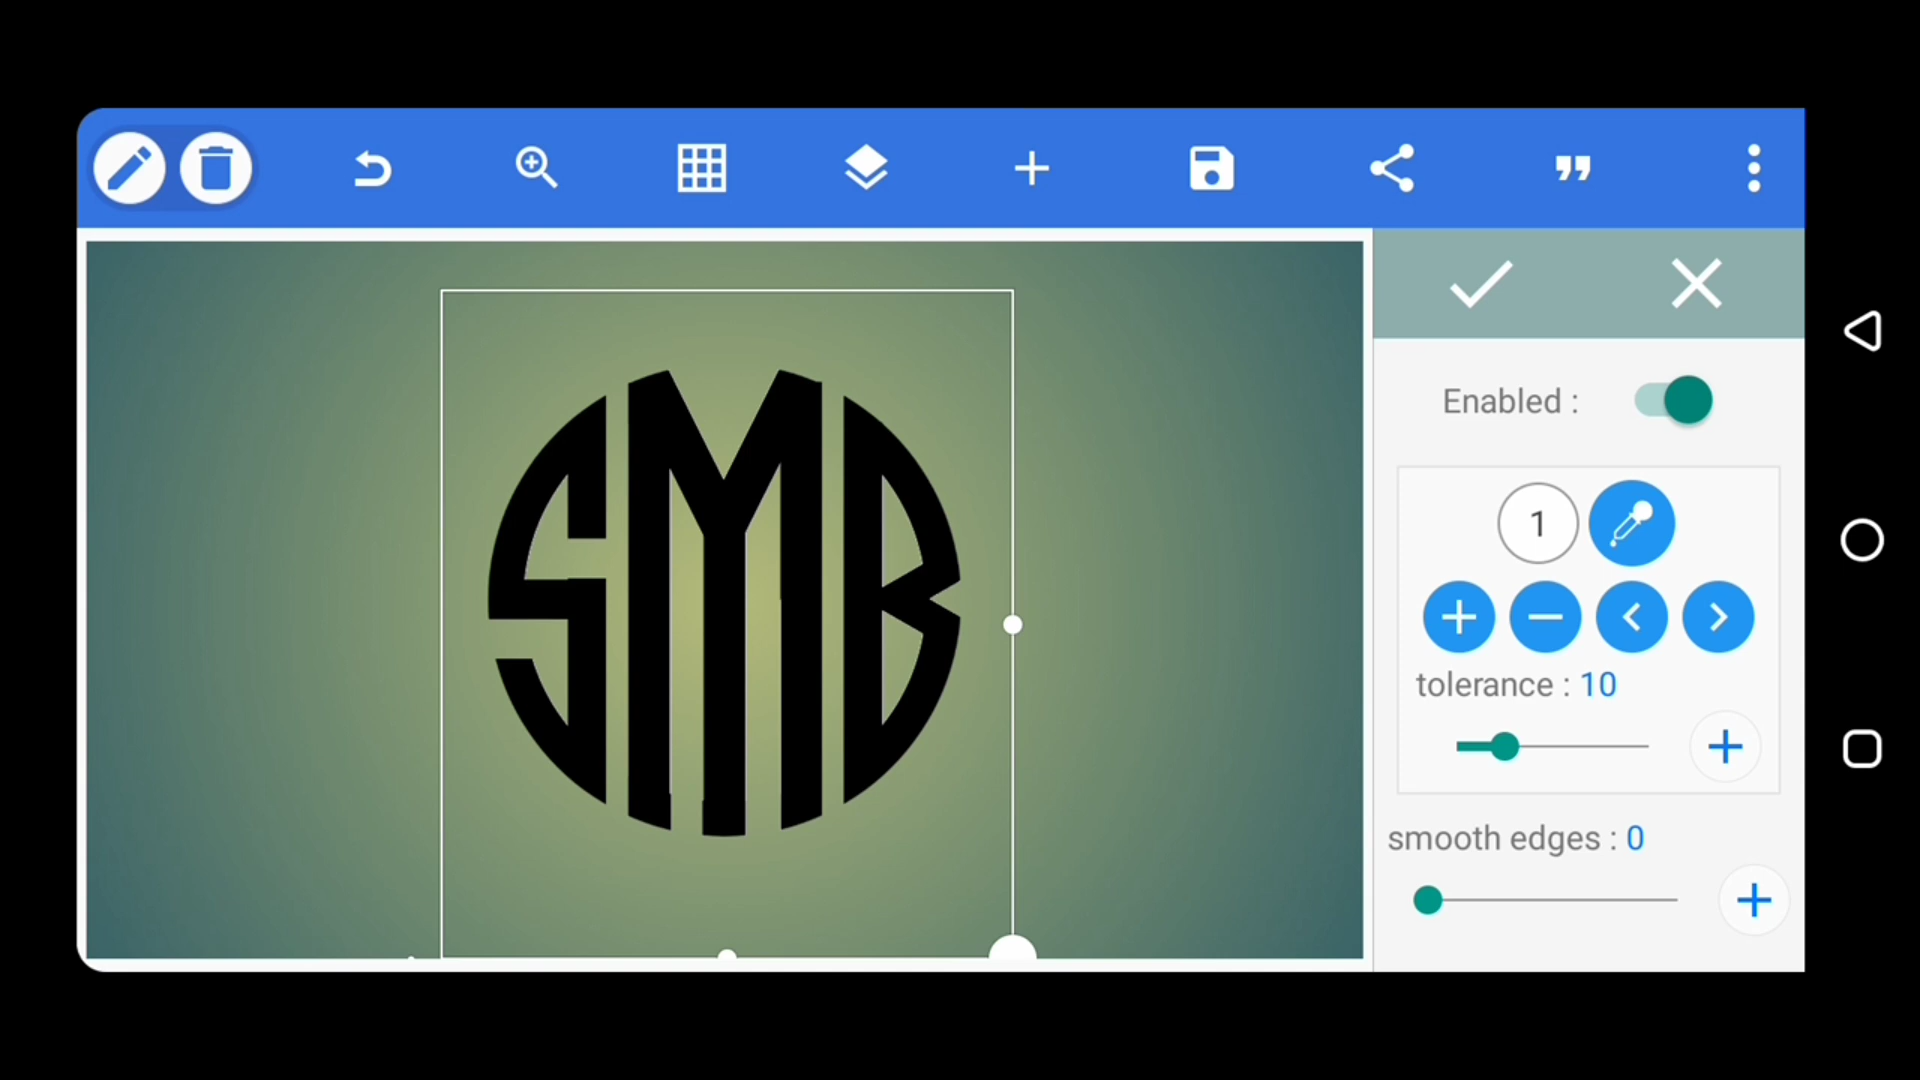 SMB
Enabled :
1
tolerance : 10
smooth edges : 0